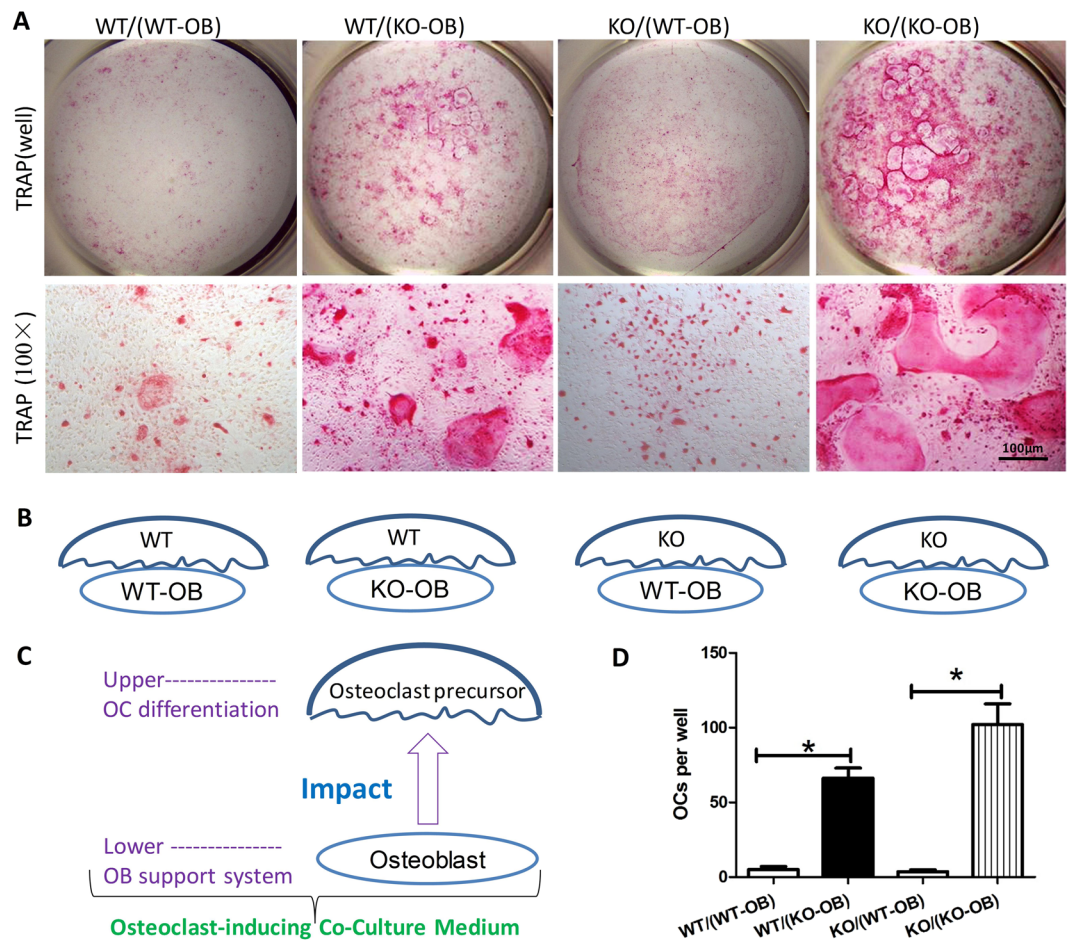 A
WT/(WT-OB)
WT/(KO-OB)
KO/(WT-OB)
KO/(KO-OB)
TRAP(well)
TRAP (100×)
100μm
B
WT
WT
KO
KO
WT-OB
KO-OB
WT-OB
KO-OB
C
Upper---------------
OC differentiation
Osteoclast precursor
Impact
Lower ---------------
OB support system
Osteoblast
Osteoclast-inducing Co-Culture Medium
D
OCs per well
150
100
50
0
*
*
WT/(WT-OB)
WT/(KO-OB)
KO/(WT-OB)
KO/(KO-OB)